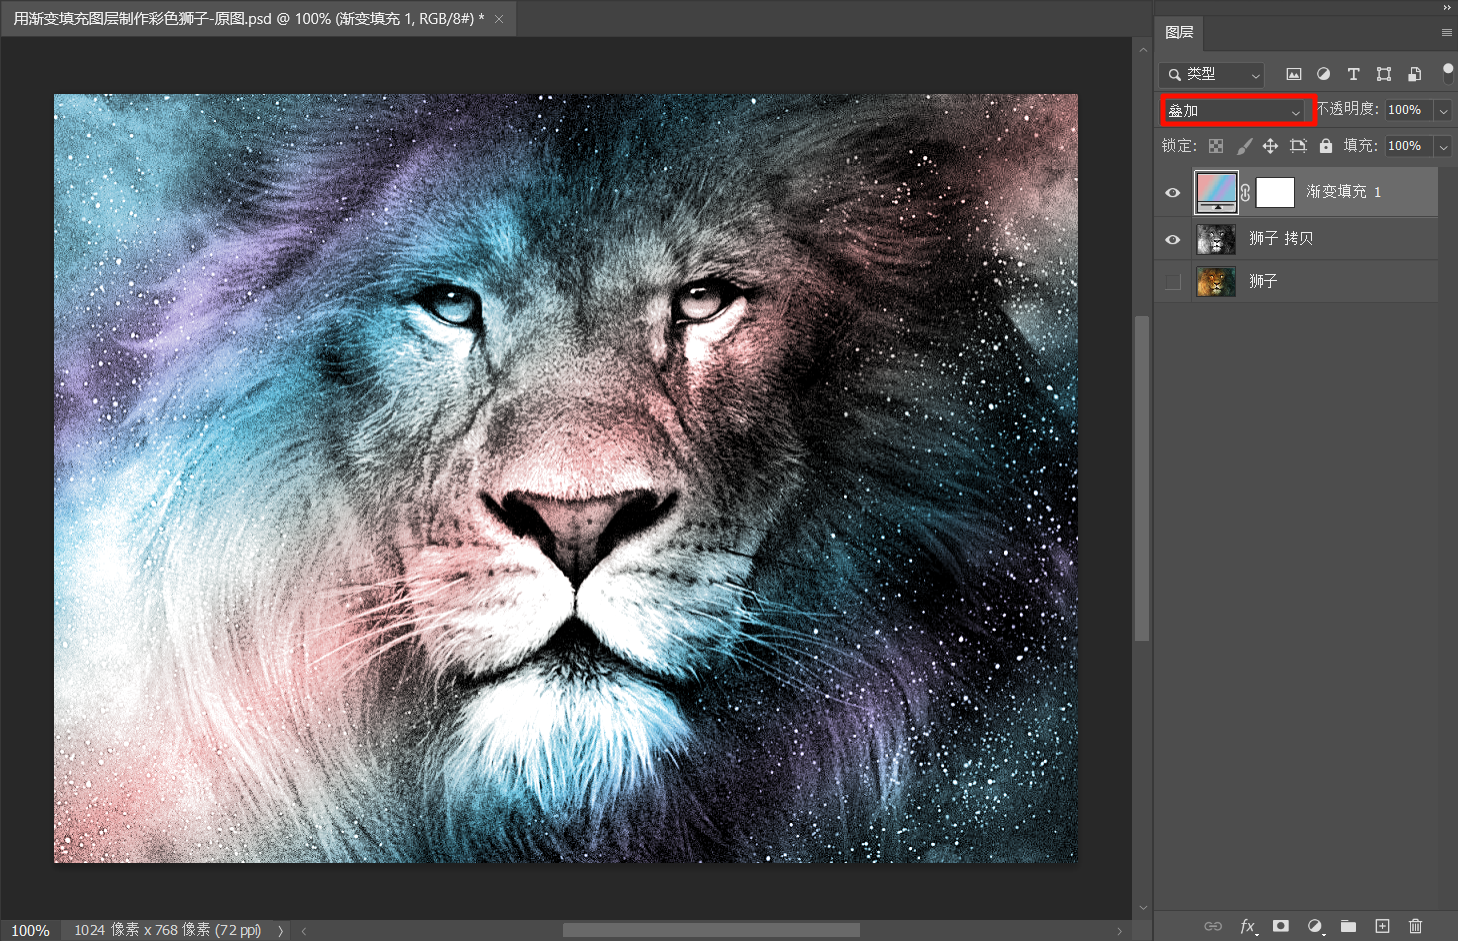 用渐变填充图层制作彩色狮子-原图.psd @ 100% (渐变填充 1, RGB/8#) *
图层
类型
叠加 不透明度: 100%
锁定: 填充: 100%
渐变填充 1
狮子 拷贝
狮子
100% 1024 像素 x 768 像素 (72 ppi)
fx